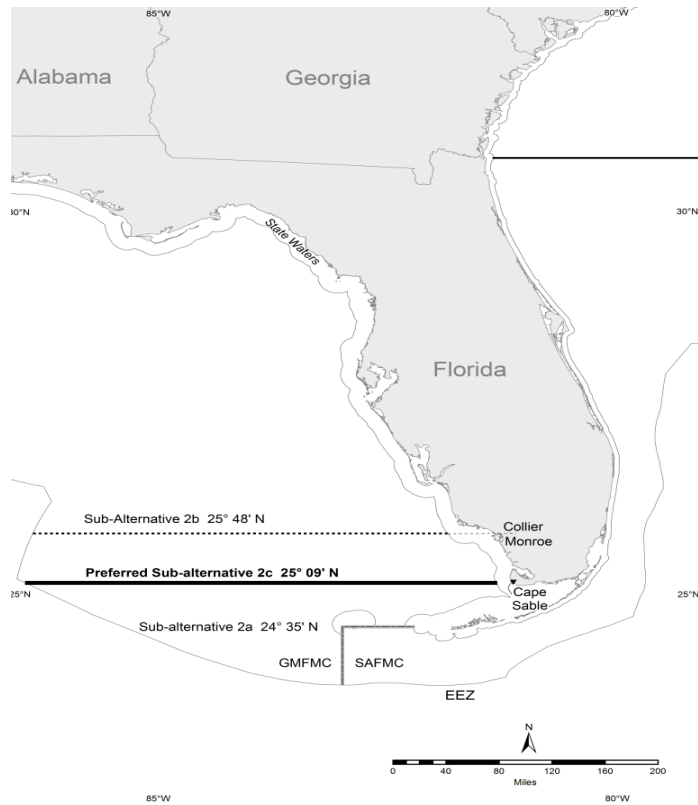 85°W
80°W
Alabama
Georgia
30°N
30°N
State Waters
Florida
Sub-Alternative 2b 25° 48' N
Collier
Monroe
Preferred Sub-alternative 2c 25° 09' N
25°N
25°N
Cape
Sable
Sub-alternative 2a 24° 35' N
GMFMC
SAFMC
EEZ
N
0
40
80
120
160
200
Miles
85°W
80°W